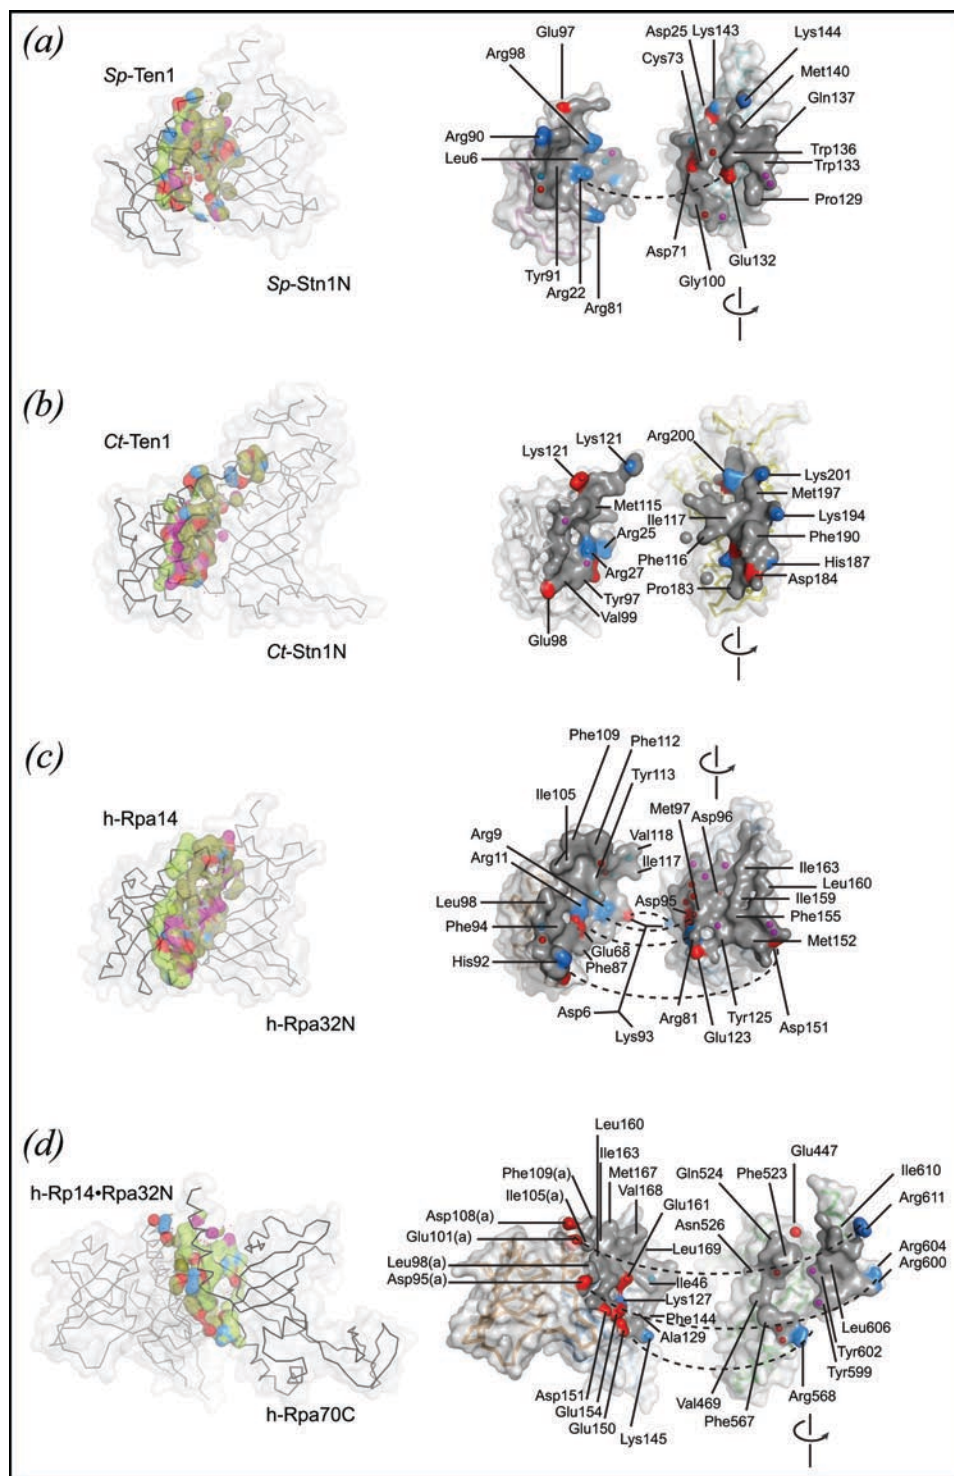 (a)
Sp-Ten1
Sp-Stn1N
Glu97
Arg98
Arg90
Leu6
Tyr91
Arg22
Arg81
Asp25
Lys143
Cys73
Lys144
Met140
Gln137
Trp136
Trp133
Pro129
Asp71
Glu132
Gly100
(b)
Ct-Ten1
Ct-Stn1N
Lys121
Lys121
Met115
Arg25
Arg27
Tyr97
Val99
Glu98
Arg200
Lys201
Met197
Ile117
Lys194
Phe190
Phe116
His187
Pro183
Asp184
(c)
h-Rpa14
h-Rpa32N
Phe109
Phe112
Tyr113
Ile105
Arg9
Arg11
Val118
Ile117
Leu98
Phe94
His92
Glu68
Phe87
Asp6
Lys93
Met97
Asp96
Asp95
Ile163
Leu160
Ile159
Phe155
Met152
Arg81
Tyr125
Glu123
Asp151
(d)
h-Rp14•Rpa32N
h-Rpa70C
Leu160
Ile163
Phe109(a)
Met167
Ile105(a)
Val168
Asp108(a)
Glu161
Glu101(a)
Leu169
Leu98(a)
Asp95(a)
Ile46
Lys127
Phe144
Ala129
Asp151
Glu154
Glu150
Lys145
Glu447
Gln524
Phe523
Ile610
Arg611
Asn526
Arg604
Arg600
Leu606
Tyr602
Tyr599
Val469
Arg568
Phe567